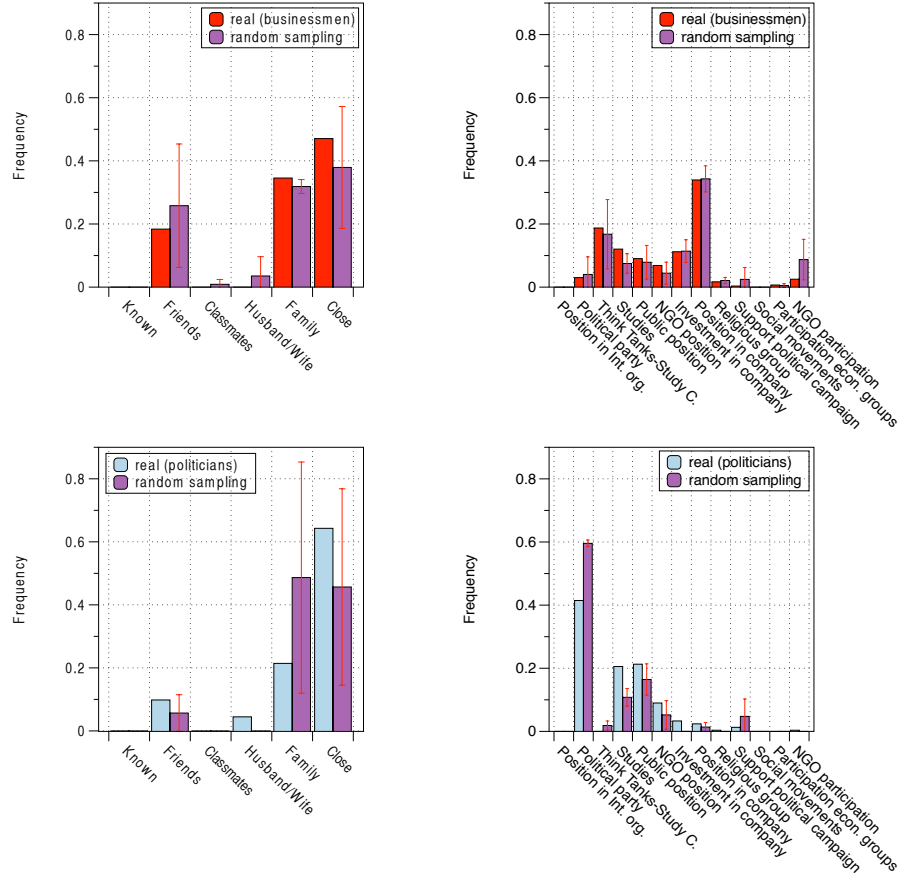 real (businessmen)
random sampling
0.8
0.6
0.4
0.2
0
Frequency
Known
Friends
Classmates
Husband/Wife
Family
Close
real (businessmen)
random sampling
0.8
0.6
0.4
0.2
0
Frequency
Position in Int. org.
Political party
Think Tanks-Study C.
Studies
Public position
NGO position
Investment in company
Position in company
Religious group
Support political campaign
Social movements
Participation econ. groups
NGO participation
real (politicians)
random sampling
0.8
0.6
0.4
0.2
0
Frequency
Known
Friends
Classmates
Husband/Wife
Family
Close
real (politicians)
random sampling
0.8
0.6
0.4
0.2
0
Frequency
Position in Int. org.
Political party
Think Tanks-Study C.
Studies
Public position
NGO position
Investment in company
Position in company
Religious group
Support political campaign
Social movements
Participation econ. groups
NGO participation